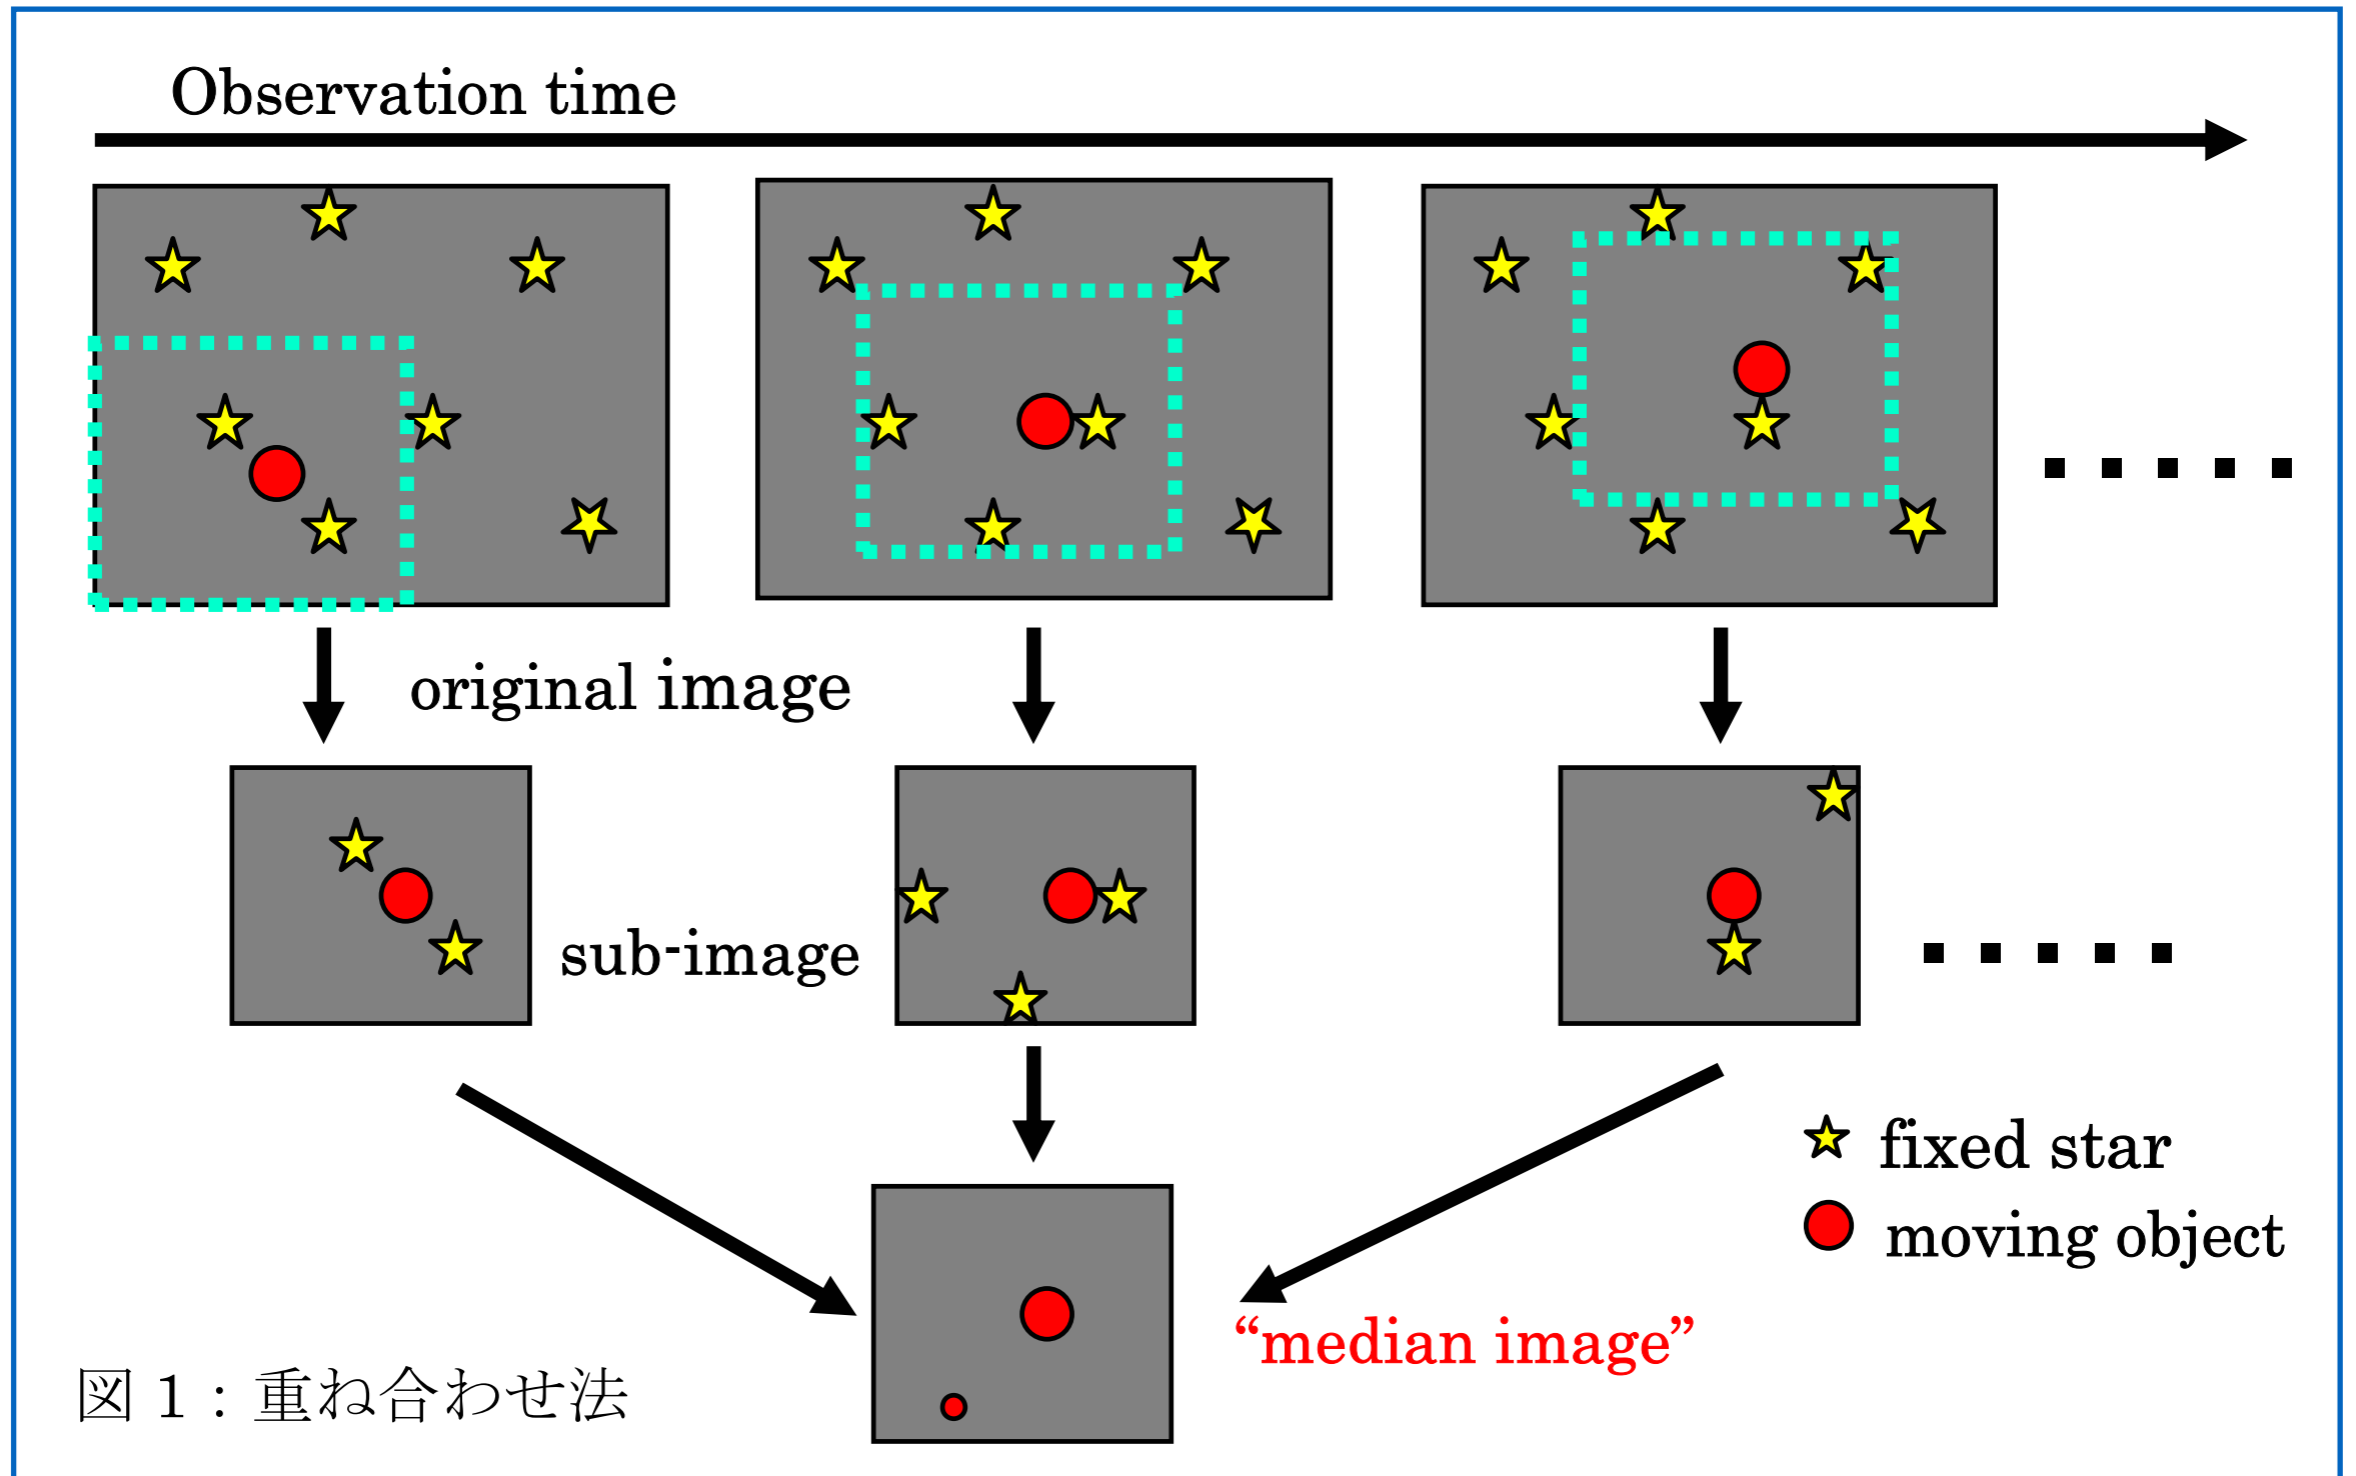 Observation time
original image
sub-image
fixed star
moving object
“median image”
図 1：重ね合わせ法